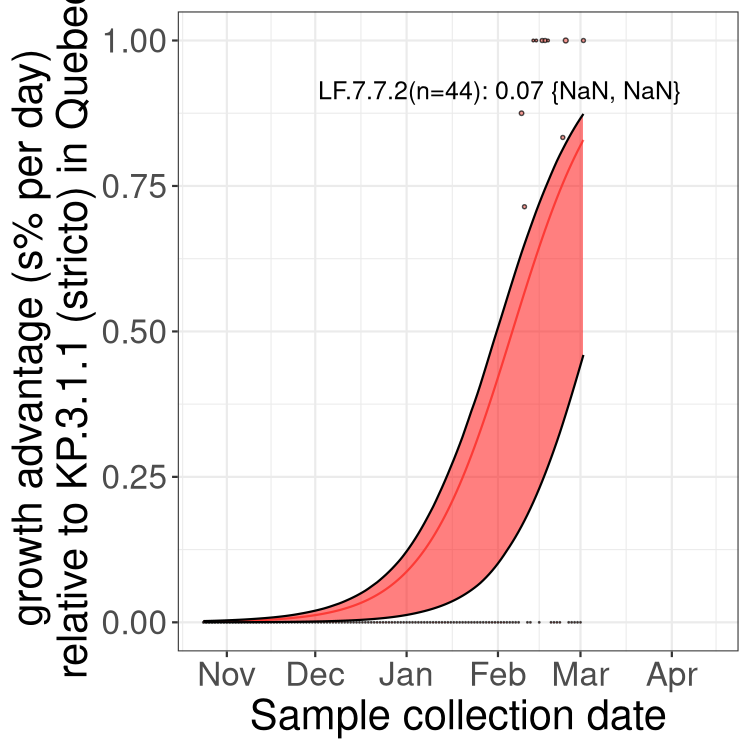 growth advantage (s% per day)
relative to KP.3.1.1 (stricto) in Quebec
1.00
0.75
0.50
0.25
0.00
LF.7.7.2(n=44): 0.07 {NaN, NaN}
Nov Dec Jan Feb Mar Apr
Sample collection date